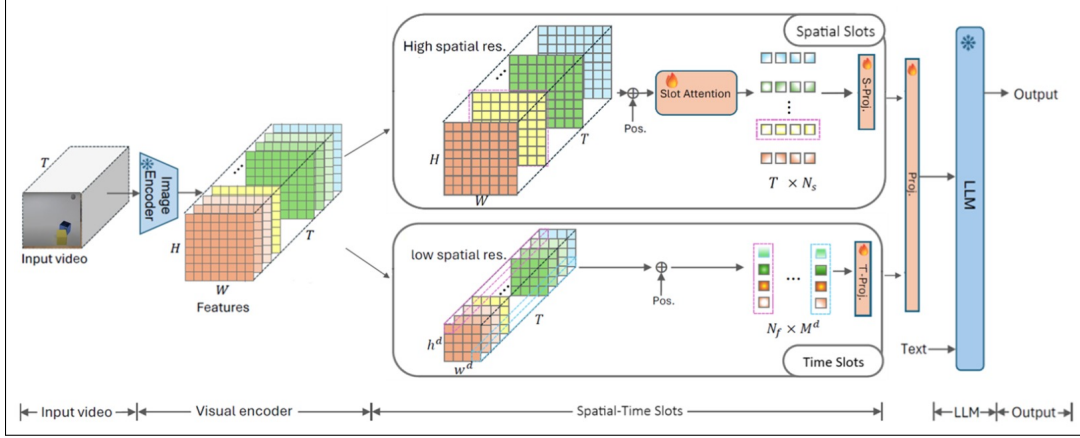 T
Input video
Image
Encoder
H
W
T
Features
High spatial res.
H
W
T
Pos.
Slot Attention
T × N_s
S-Proj.
Spatial Slots
low spatial res.
h^d
w^d
T
Pos.
N_f × M^d
T-Proj.
Time Slots
Proj.
Text
LLM
Output
Input video
Visual encoder
Spatial-Time Slots
LLM
Output